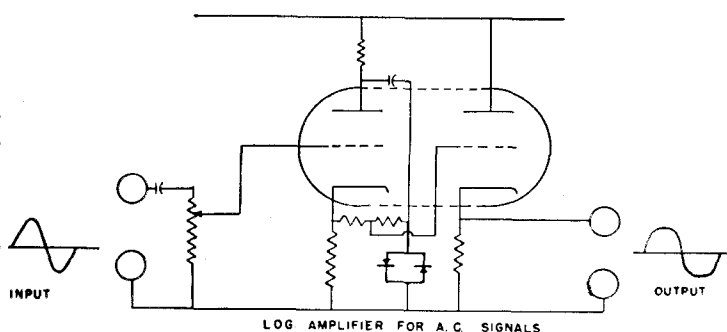 INPUT
OUTPUT
LOG AMPLIFIER FOR A.C. SIGNALS